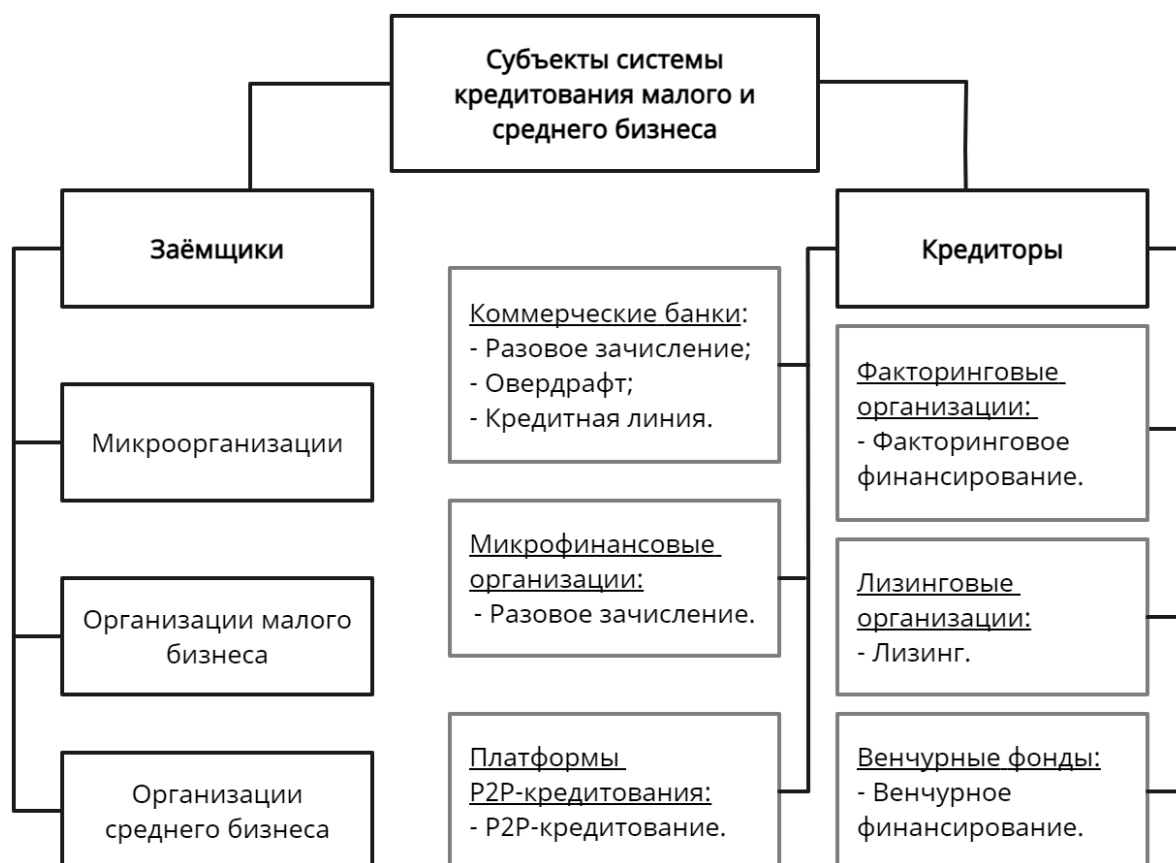 Субъекты системы
кредитования малого и
среднего бизнеса
Заёмщики
Микроорганизации
Организации малого
бизнеса
Организации
среднего бизнеса
Кредиторы
Коммерческие банки:
- Разовое зачисление;
- Овердрафт;
- Кредитная линия.
Микрофинансовые
организации:
- Разовое зачисление.
Платформы
P2P-кредитования:
- P2P-кредитование.
Факторинговые
организации:
- Факторинговое
финансирование.
Лизинговые
организации:
- Лизинг.
Венчурные фонды:
- Венчурное
финансирование.